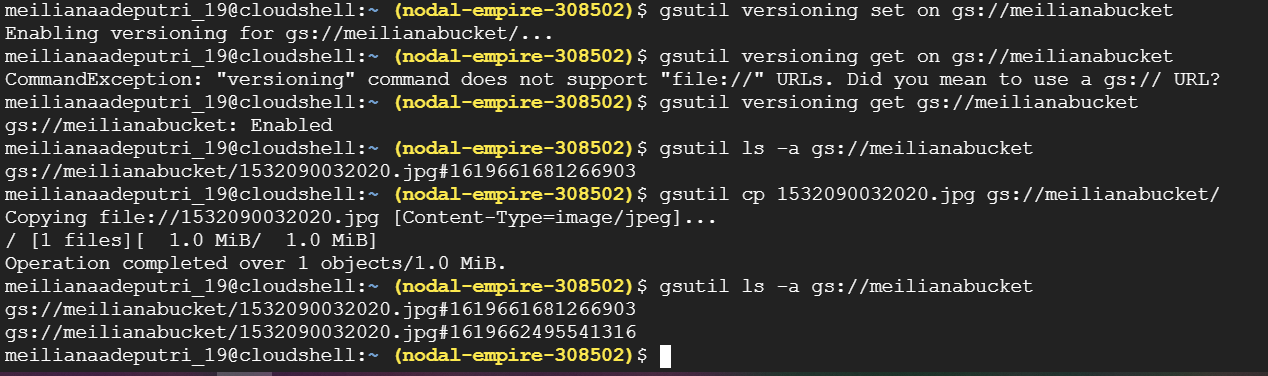 meilianaadeputri_19@cloudshell:~ (nodal-empire-308502)$ gsutil versioning set on gs://meilianabucket
Enabling versioning for gs://meilianabucket/...
meilianaadeputri_19@cloudshell:~ (nodal-empire-308502)$ gsutil versioning get on gs://meilianabucket
CommandException: "versioning" command does not support "file://" URLs. Did you mean to use a gs:// URL?
meilianaadeputri_19@cloudshell:~ (nodal-empire-308502)$ gsutil versioning get gs://meilianabucket
gs://meilianabucket: Enabled
meilianaadeputri_19@cloudshell:~ (nodal-empire-308502)$ gsutil ls -a gs://meilianabucket
gs://meilianabucket/1532090032020.jpg#1619661681266903
meilianaadeputri_19@cloudshell:~ (nodal-empire-308502)$ gsutil cp 1532090032020.jpg gs://meilianabucket/
Copying file://1532090032020.jpg [Content-Type=image/jpeg]...
/ [1 files][  1.0 MiB/  1.0 MiB]
Operation completed over 1 objects/1.0 MiB.
meilianaadeputri_19@cloudshell:~ (nodal-empire-308502)$ gsutil ls -a gs://meilianabucket
gs://meilianabucket/1532090032020.jpg#1619661681266903
gs://meilianabucket/1532090032020.jpg#1619662495541316
meilianaadeputri_19@cloudshell:~ (nodal-empire-308502)$